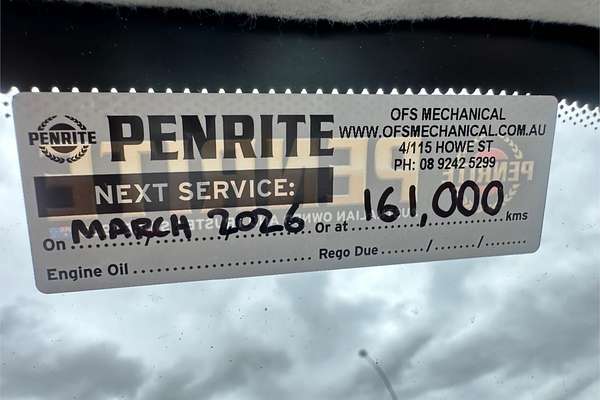 PENRITE PENRITE
OFS MECHANICAL
WWW.OFSMECHANICAL.COM.AU
4/115 HOWE ST
PH: 08 9242 5299
NEXT SERVICE:
On MARCH 2026 Or at 161,000 kms
Engine Oil Rego Due / /
PENRITE